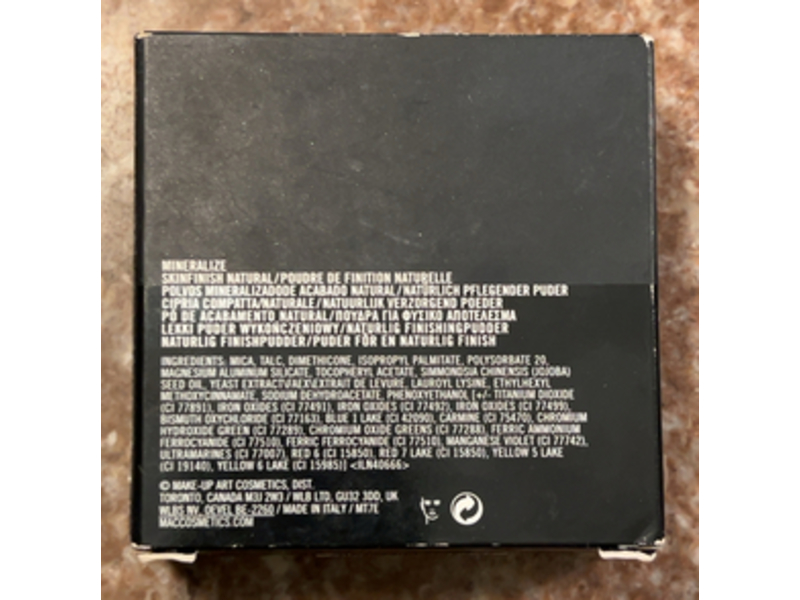 MINERALIZE
SKINFINISH NATURAL/POUDRE DE FINITION NATURELLE
POLVOS MINERALIZADODE ACABADO NATURAL/NATÜRLICH PFLEGENDER PUDER
CIPRIA COMPATTA/NATURALE/NATUURLIJK VERZORGEND POEDER
PÓ DE ACABAMENTO NATURAL/ΠΟΥΔΡΑ ΓΙΑ ΦΥΣΙΚΟ ΑΠΟΤΕΛΕΣΜΑ
LEKKI PUDER WYKOŃCZENIOWY/NATURLIG FINISHINGPUDDER
NATURLIG FINISHPUDDER/PUDER FÖR EN NATURLIG FINISH
INGREDIENTS: MICA, TALC, DIMETHICONE, ISOPROPYL PALMITATE, POLYSORBATE 20,
MAGNESIUM ALUMINUM SILICATE, TOCOPHERYL ACETATE, SIMMONDSIA CHINENSIS (JOJOBA)
SEED OIL, YEAST EXTRACT\FAEX\EXTRAIT DE LEVURE, LAUROYL LYSINE, ETHYLHEXYL
METHOXYCINNAMATE, SODIUM DEHYDROACETATE, PHENOXYETHANOL [+/- TITANIUM DIOXIDE
(CI 77891), IRON OXIDES (CI 77491), IRON OXIDES (CI 77492), IRON OXIDES (CI 77499),
BISMUTH OXYCHLORIDE (CI 77163), BLUE 1 LAKE (CI 42090), CARMINE (CI 75470), CHROMIUM
HYDROXIDE GREEN (CI 77289), CHROMIUM OXIDE GREENS (CI 77288), FERRIC AMMONIUM
FERROCYANIDE (CI 77510), FERRIC FERROCYANIDE (CI 77510), MANGANESE VIOLET (CI 77742),
ULTRAMARINES (CI 77007), RED 6 (CI 15850), RED 7 LAKE (CI 15850), YELLOW 5 LAKE
(CI 19140), YELLOW 6 LAKE (CI 15985)] <ILN40666>
© MAKE-UP ART COSMETICS, DIST.
TORONTO, CANADA M3J 2W3 / WLB LTD, GU32 3DD, UK
WLBS NV, OEVEL BE-2260 / MADE IN ITALY / MT7E
MACCOSMETICS.COM